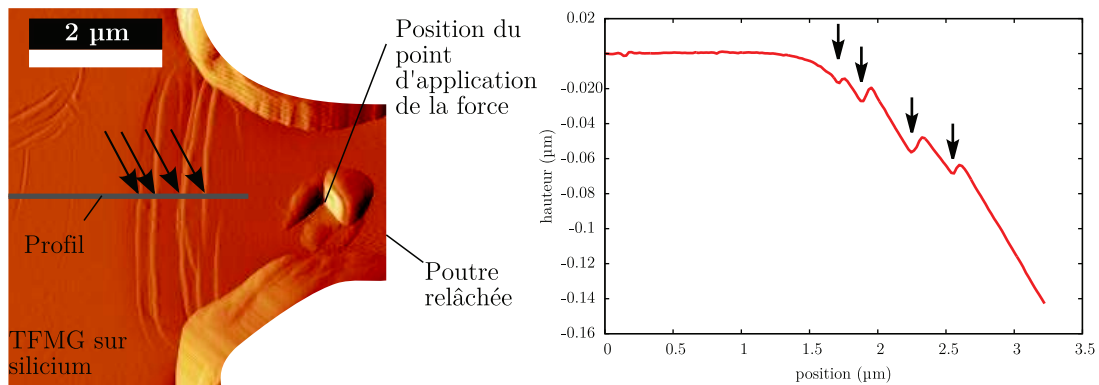 2 µm
Position du
point
d'application
de la force
Profil
Poutre
relâchée
TFMG sur
silicium
hauteur (µm)
0.02
0
-0.020
-0.04
-0.06
-0.08
-0.1
-0.12
-0.14
-0.16
0 0.5 1 1.5 2 2.5 3 3.5
position (µm)